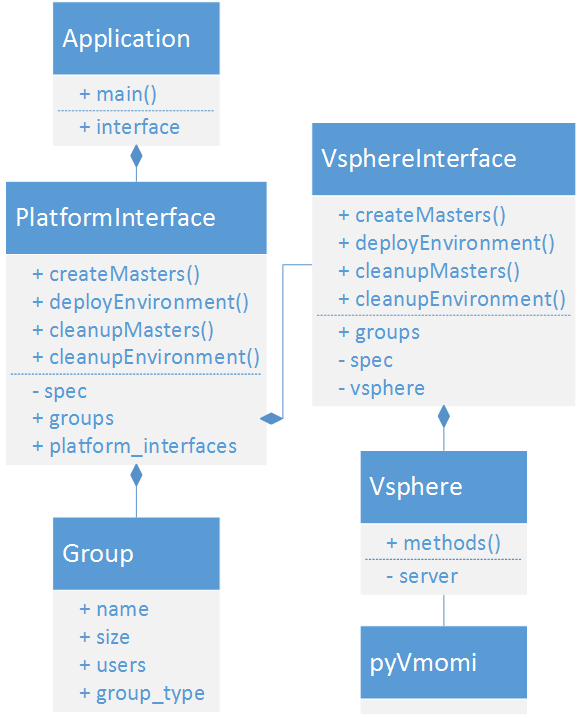 Application
+ main()
+ interface
PlatformInterface
+ createMasters()
+ deployEnvironment()
+ cleanupMasters()
+ cleanupEnvironment()
- spec
+ groups
+ platform_interfaces
Group
+ name
+ size
+ users
+ group_type
VsphereInterface
+ createMasters()
+ deployEnvironment()
+ cleanupMasters()
+ cleanupEnvironment()
+ groups
- spec
- vsphere
Vsphere
+ methods()
- server
pyVmomi